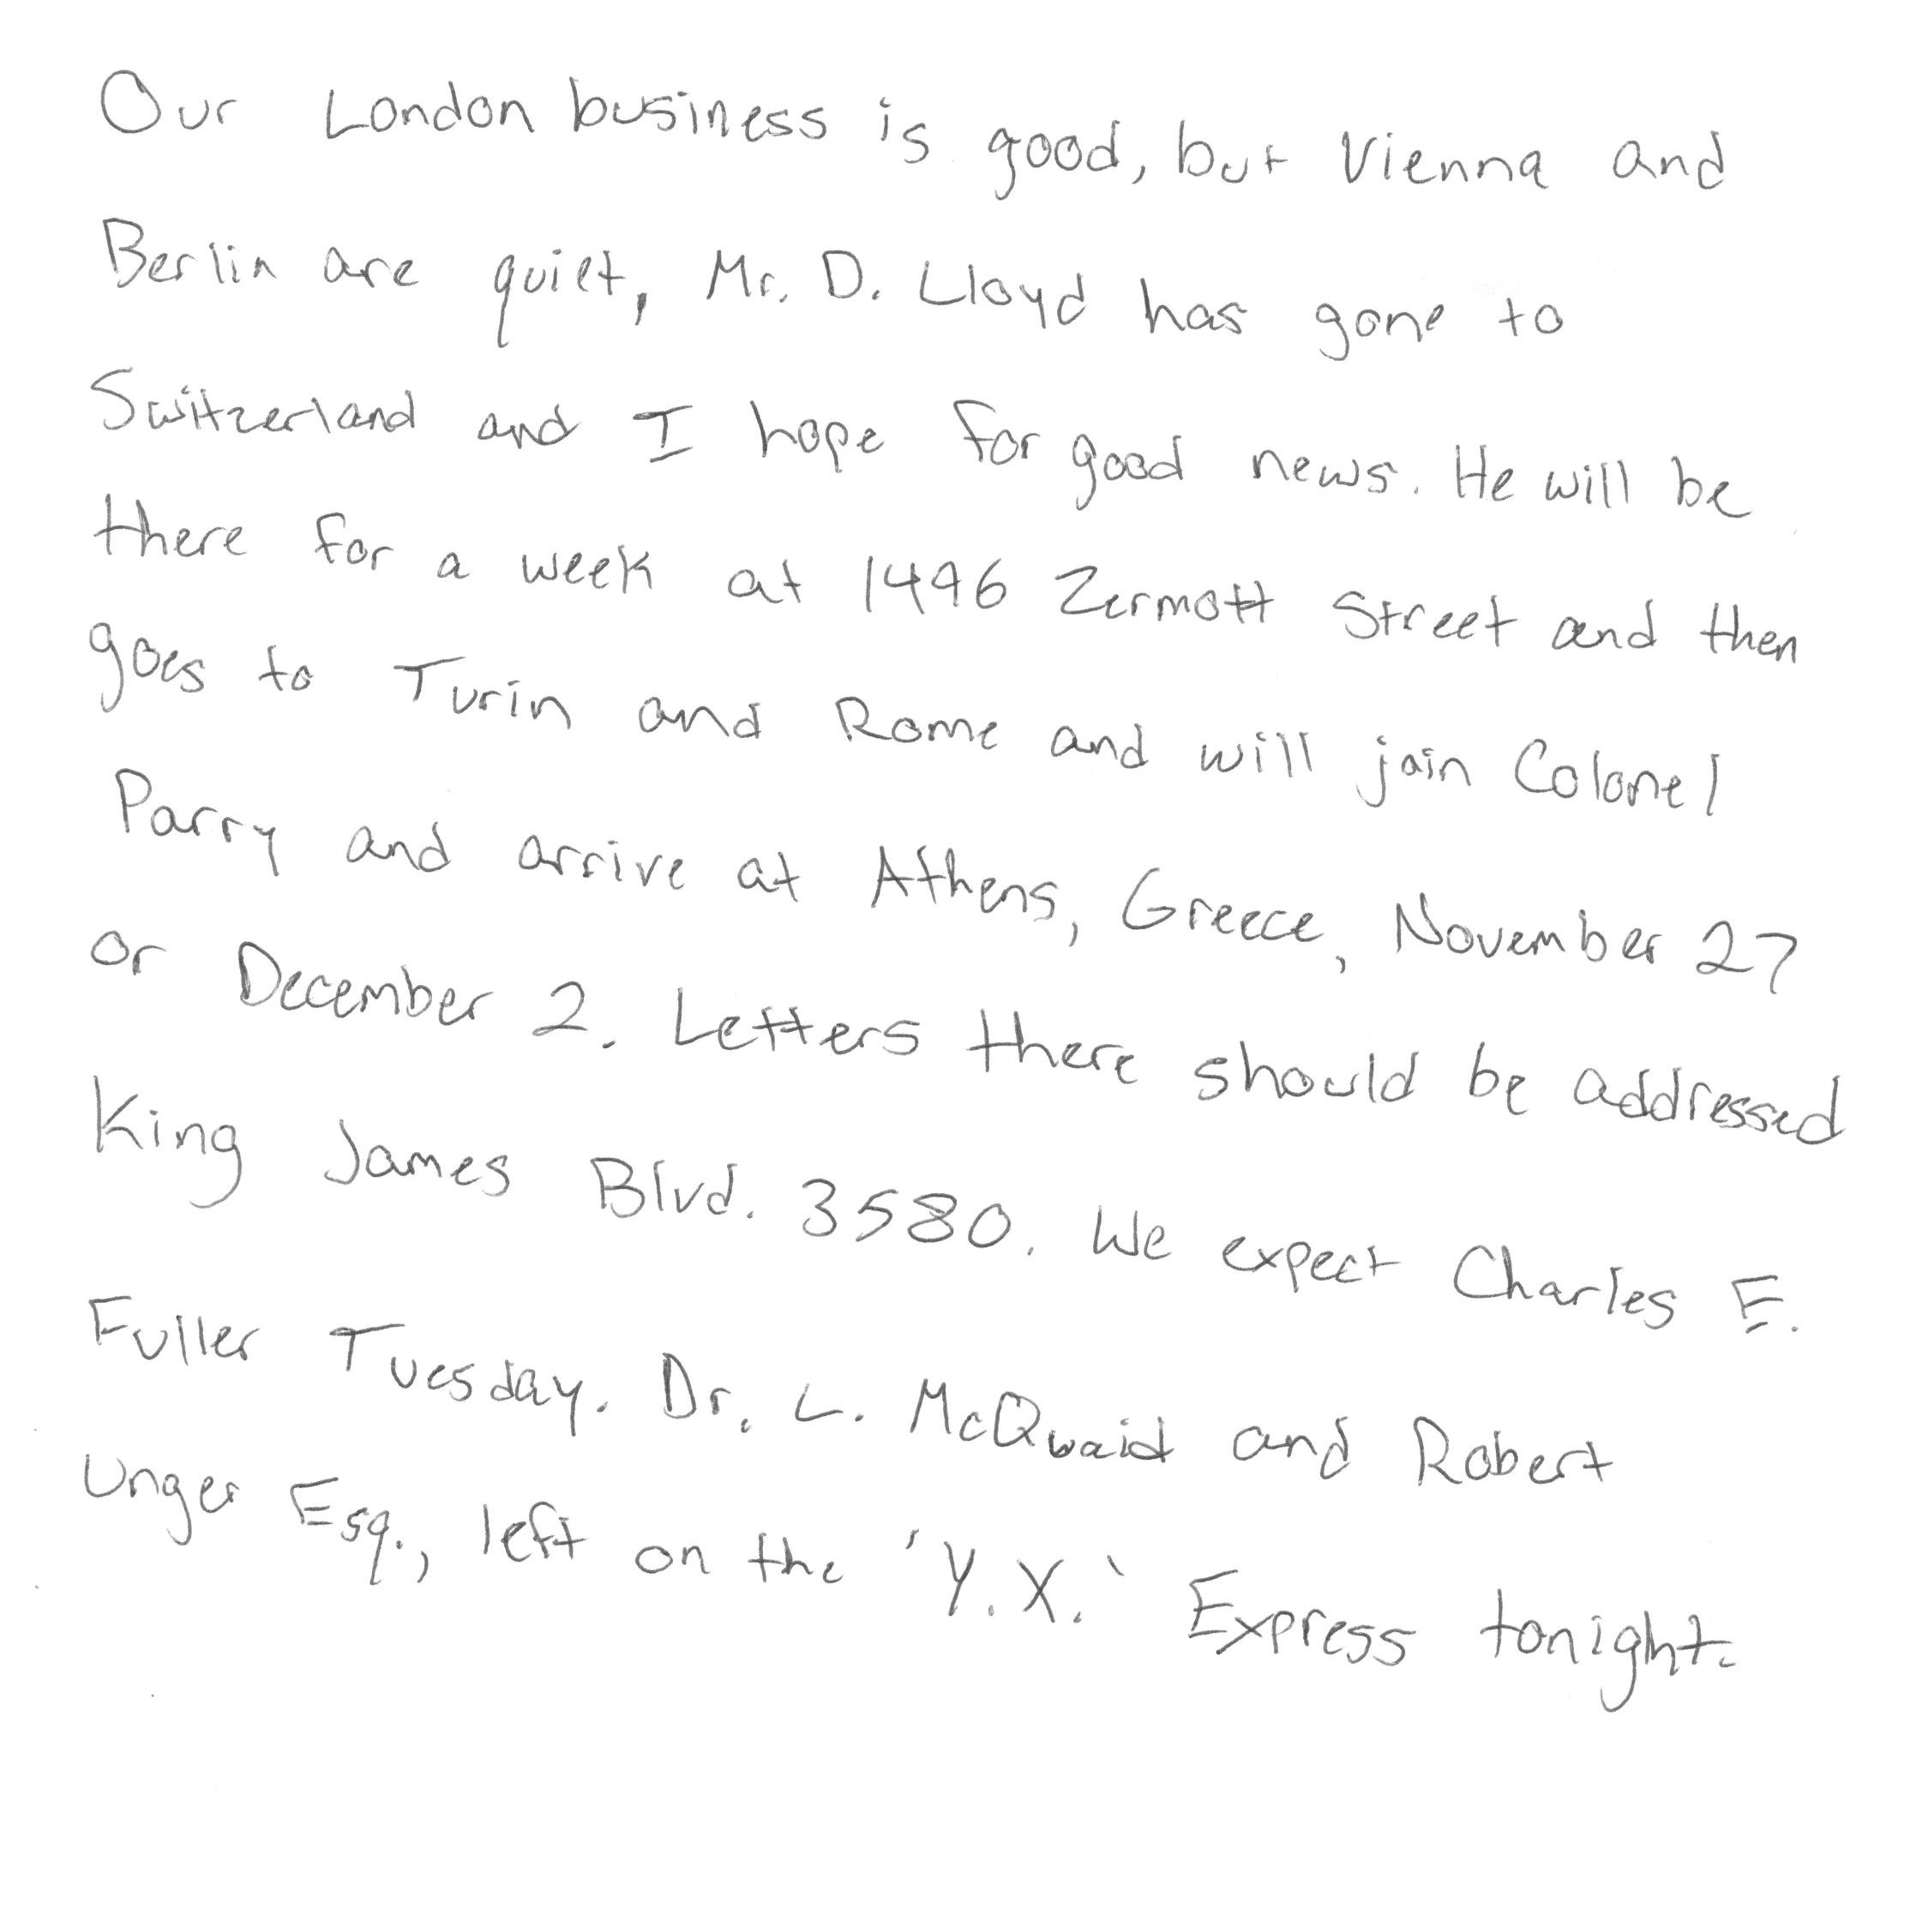 Our London business is good, but Vienna and
Berlin are quiet, Mr. D. Lloyd has gone to
Switzerland and I hope for good news. He will be
there for a week at 1496 Zermott Street and then
goes to Turin and Rome and will join Colonel
Parry and arrive at Athens, Greece, November 27
or December 2. Letters there should be addressed
King James Blvd. 3580. We expect Charles E.
Fuller Tuesday. Dr. L. McQuaid and Robert
Unger Esq., left on the 'Y.X.' Express tonight.